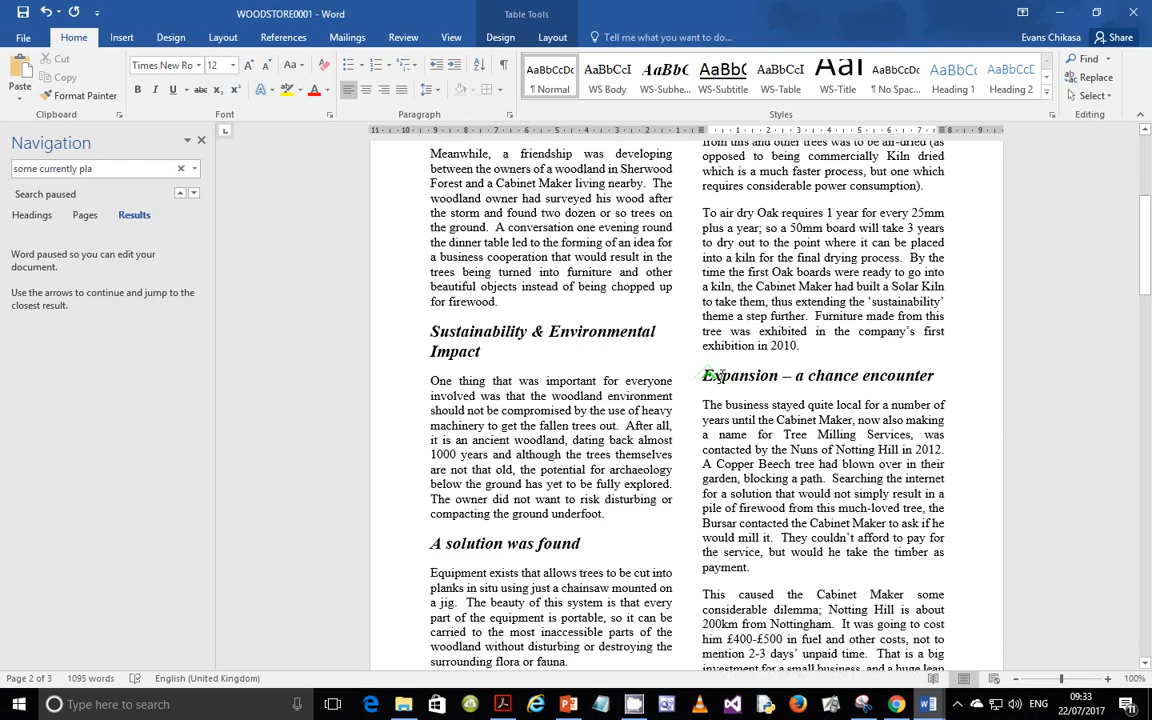 WOODSTORE0001 - Word
Table Tools
File
Home
Insert
Design
Layout
References
Mailings
Review
View
Design
Layout
Tell me what you want to do...
Evans Chikasa
Share
Paste
Cut
Copy
Format Painter
Clipboard
Times New Ro
12
Font
Paragraph
AaBbCcDc
¶ Normal
AaBbCcI
WS Body
AaBbC
WS-Subhe...
AaBbC
WS-Subtitle
AaBbCcI
WS-Table
AaI
WS-Title
AaBbCcDc
¶ No Spac...
AaBbC
Heading 1
AaBbCcE
Heading 2
Styles
Find
Replace
Select
Editing
Navigation
some currently pla
Search paused
Headings
Pages
Results
Word paused so you can edit your
document.
Use the arrows to continue and jump to the
closest result.
Meanwhile, a friendship was developing
between the owners of a woodland in Sherwood
Forest and a Cabinet Maker living nearby. The
woodland owner had surveyed his wood after
the storm and found two dozen or so trees on
the ground. A conversation one evening round
the dinner table led to the forming of an idea for
a business cooperation that would result in the
trees being turned into furniture and other
beautiful objects instead of being chopped up
for firewood.
Sustainability & Environmental
Impact
One thing that was important for everyone
involved was that the woodland environment
should not be compromised by the use of heavy
machinery to get the fallen trees out. After all,
it is an ancient woodland, dating back almost
1000 years and although the trees themselves
are not that old, the potential for archaeology
below the ground has yet to be fully explored.
The owner did not want to risk disturbing or
compacting the ground underfoot.
A solution was found
Equipment exists that allows trees to be cut into
planks in situ using just a chainsaw mounted on
a jig. The beauty of this system is that every
part of the equipment is portable, so it can be
carried to the most inaccessible parts of the
woodland without disturbing or destroying the
surrounding flora or fauna.
from this and other trees was to be air-dried (as
opposed to being commercially Kiln dried
which is a much faster process, but one which
requires considerable power consumption).
To air dry Oak requires 1 year for every 25mm
plus a year; so a 50mm board will take 3 years
to dry out to the point where it can be placed
into a kiln for the final drying process. By the
time the first Oak boards were ready to go into
a kiln, the Cabinet Maker had built a Solar Kiln
to take them, thus extending the ‘sustainability’
theme a step further. Furniture made from this
tree was exhibited in the company’s first
exhibition in 2010.
Expansion – a chance encounter
The business stayed quite local for a number of
years until the Cabinet Maker, now also making
a name for Tree Milling Services, was
contacted by the Nuns of Notting Hill in 2012.
A Copper Beech tree had blown over in their
garden, blocking a path. Searching the internet
for a solution that would not simply result in a
pile of firewood from this much-loved tree, the
Bursar contacted the Cabinet Maker to ask if he
would mill it. They couldn’t afford to pay for
the service, but would he take the timber as
payment.
This caused the Cabinet Maker some
considerable dilemma; Notting Hill is about
200km from Nottingham. It was going to cost
him £400-£500 in fuel and other costs, not to
mention 2-3 days’ unpaid time. That is a big
investment for a small business, and a huge leap
Page 2 of 3
1095 words
English (United Kingdom)
100%
Type here to search
09:33
22/07/2017